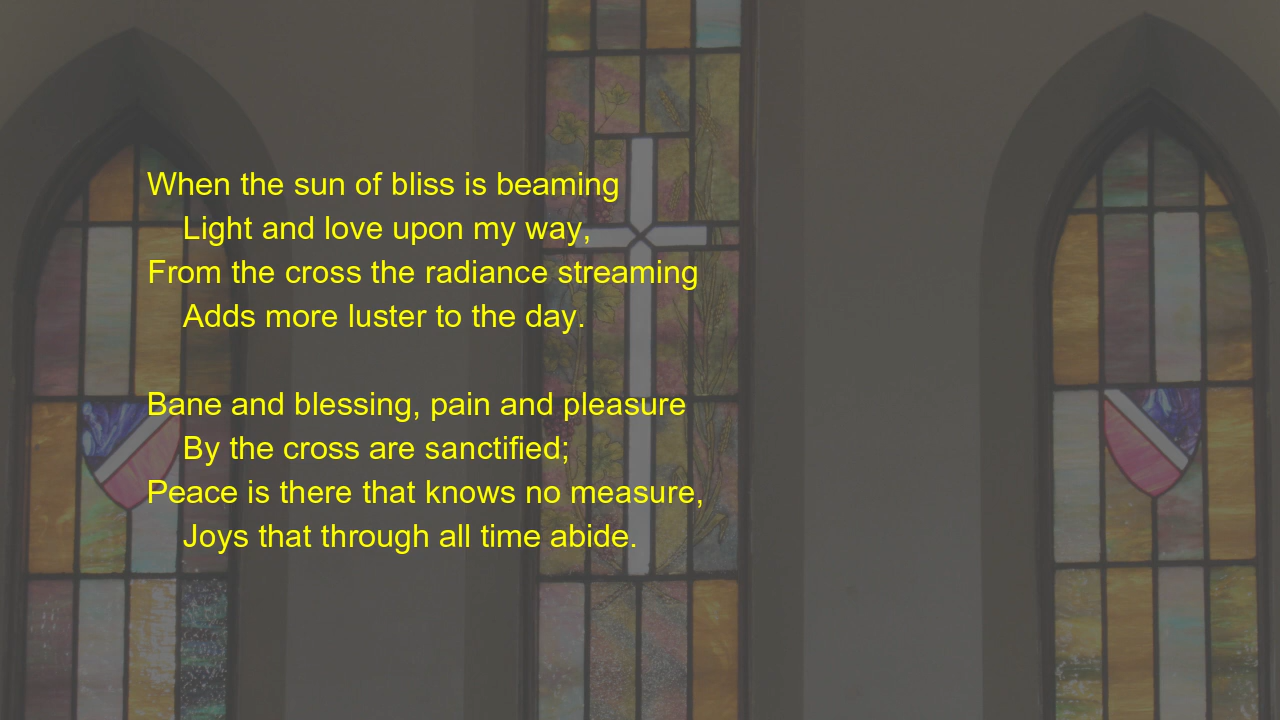 When the sun of bliss is beaming
Light and love upon my way,
From the cross the radiance streaming
Adds more luster to the day.

Bane and blessing, pain and pleasure
By the cross are sanctified;
Peace is there that knows no measure,
Joys that through all time abide.